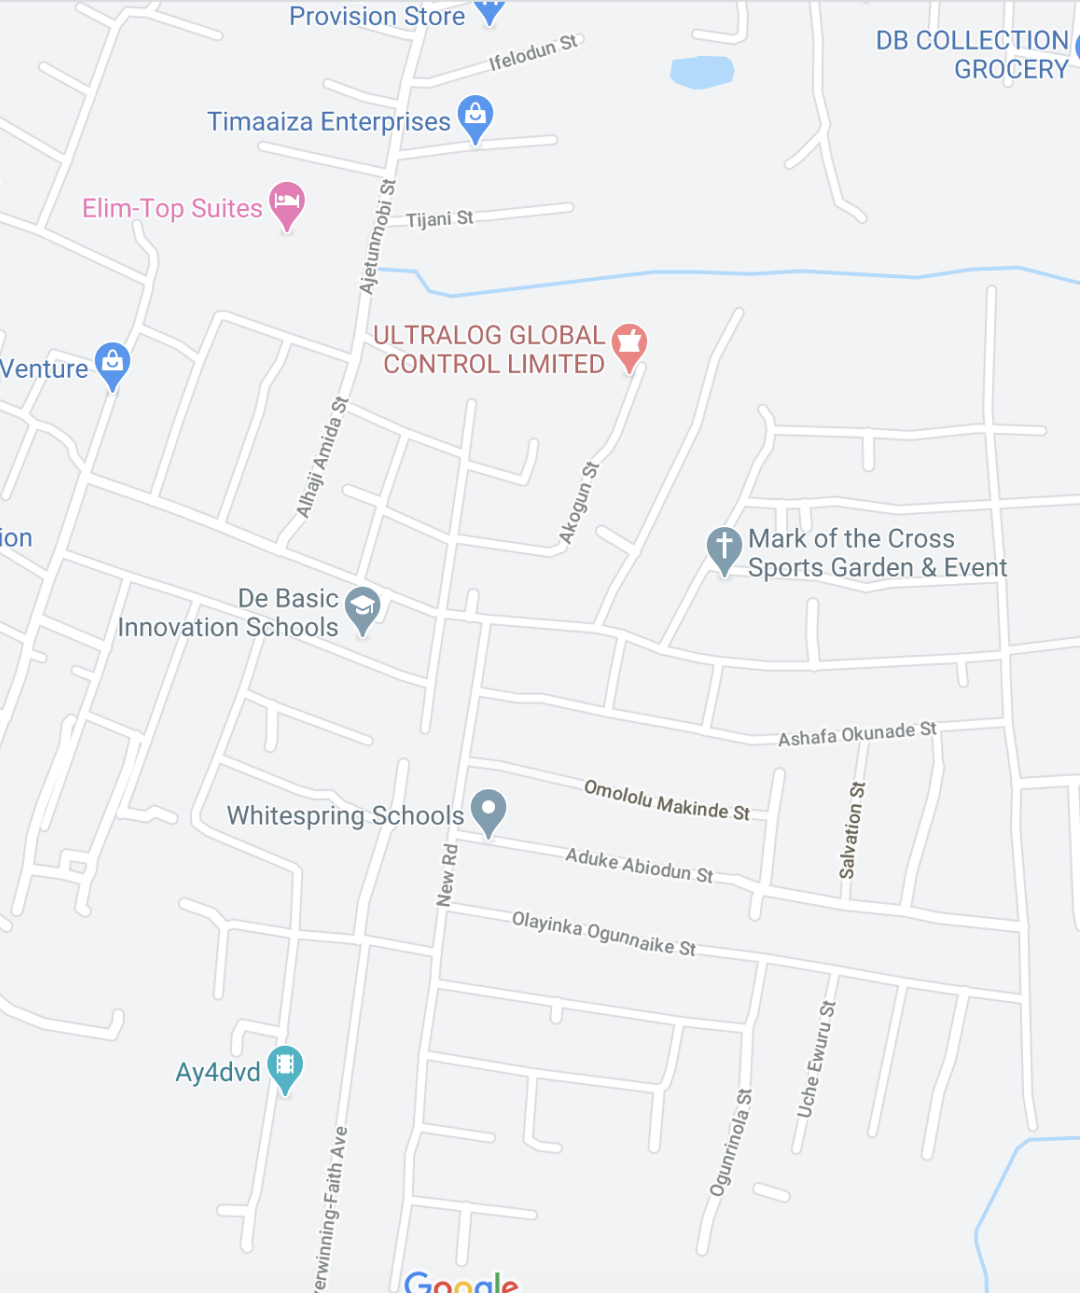 Provision Store
Ifelodun St
DB COLLECTION
GROCERY
Timaaiza Enterprises
Elim-Top Suites
Tijani St
Ajetunmobi St
ULTRALOG GLOBAL
CONTROL LIMITED
Venture
Alhaji Amida St
Akogun St
ion
Mark of the Cross
Sports Garden & Event
De Basic
Innovation Schools
Ashafa Okunade St
Omololu Makinde St
Whitespring Schools
Salvation St
New Rd
Aduke Abiodun St
Olayinka Ogunnaike St
Uche Ewuru St
Ay4dvd
Ogunrinola St
verwinning-Faith Ave
Google